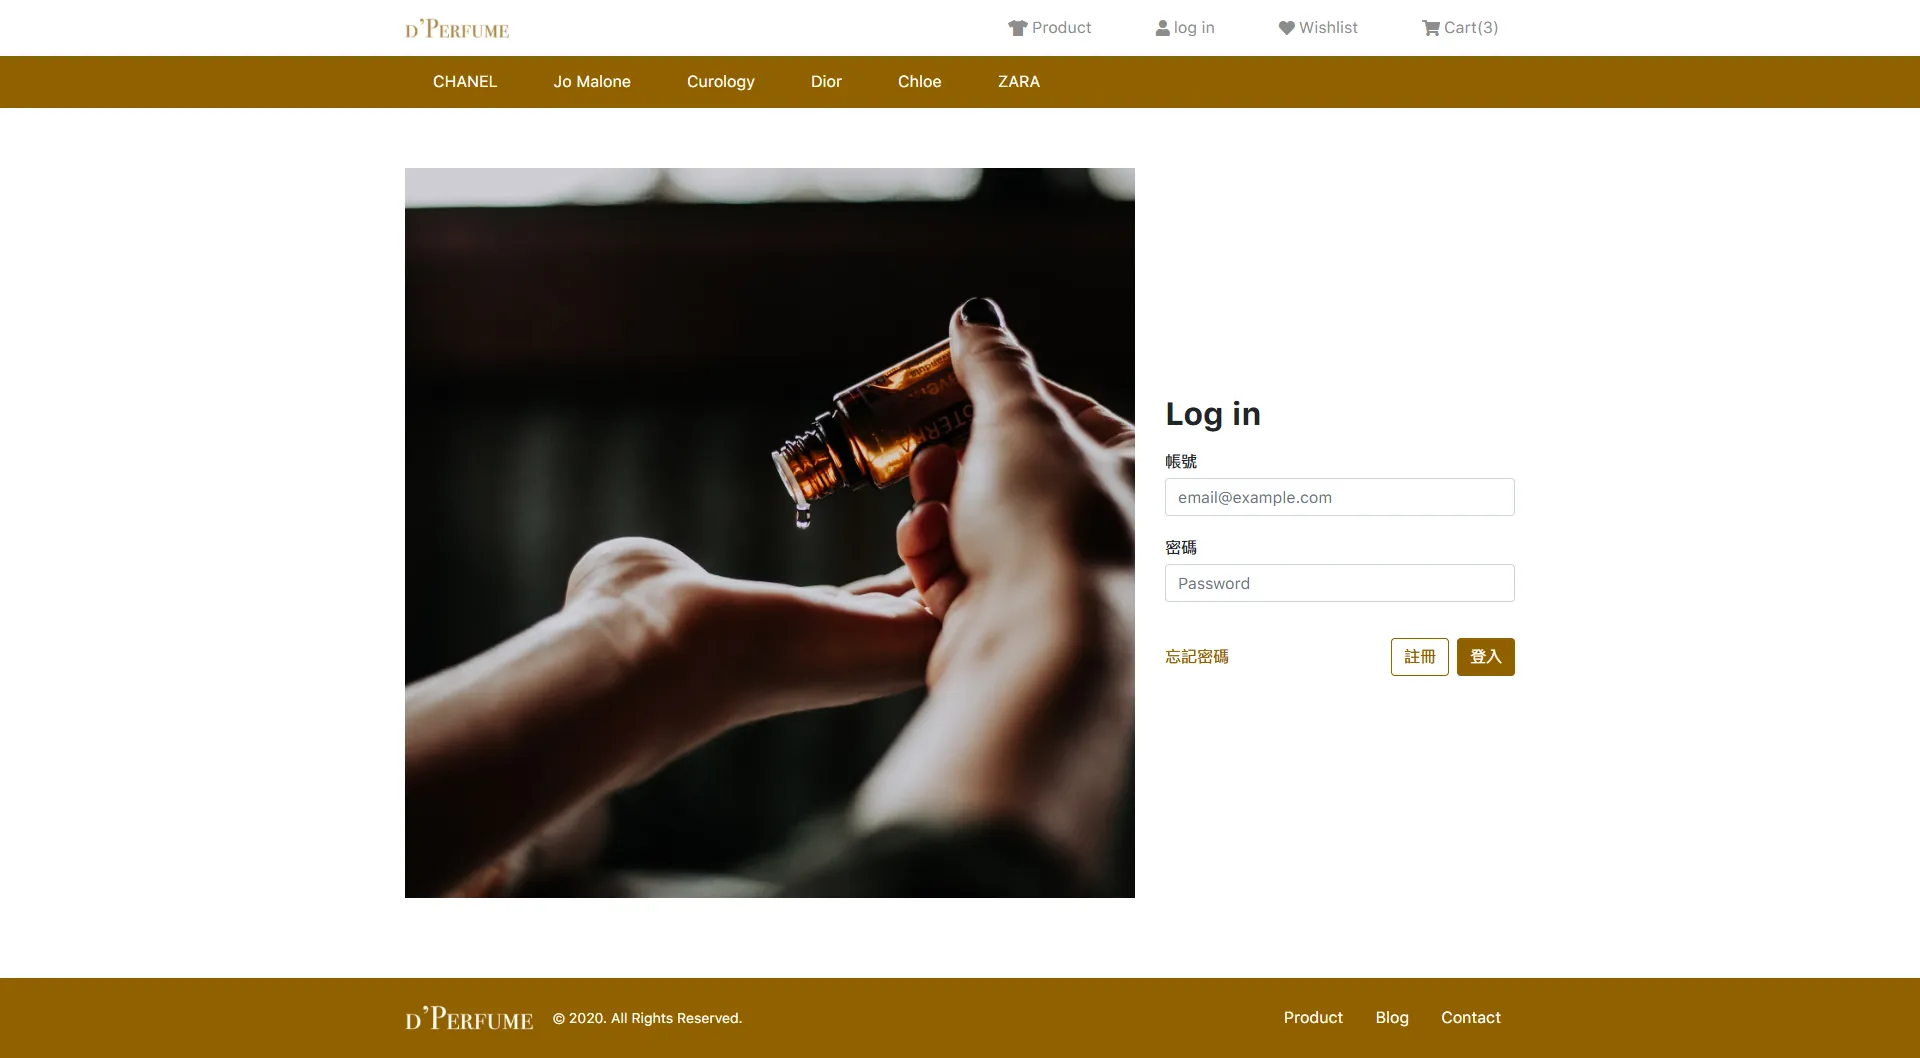 D'PERFUME
Product
log in
Wishlist
Cart(3)
CHANEL
Jo Malone
Curology
Dior
Chloe
ZARA
Log in
帳號
email@example.com
密碼
Password
忘記密碼
註冊
登入
D'PERFUME
© 2020. All Rights Reserved.
Product
Blog
Contact